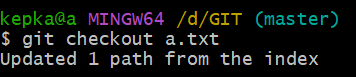 kepka@a MINGW64 /d/GIT (master)
$ git checkout a.txt
Updated 1 path from the index